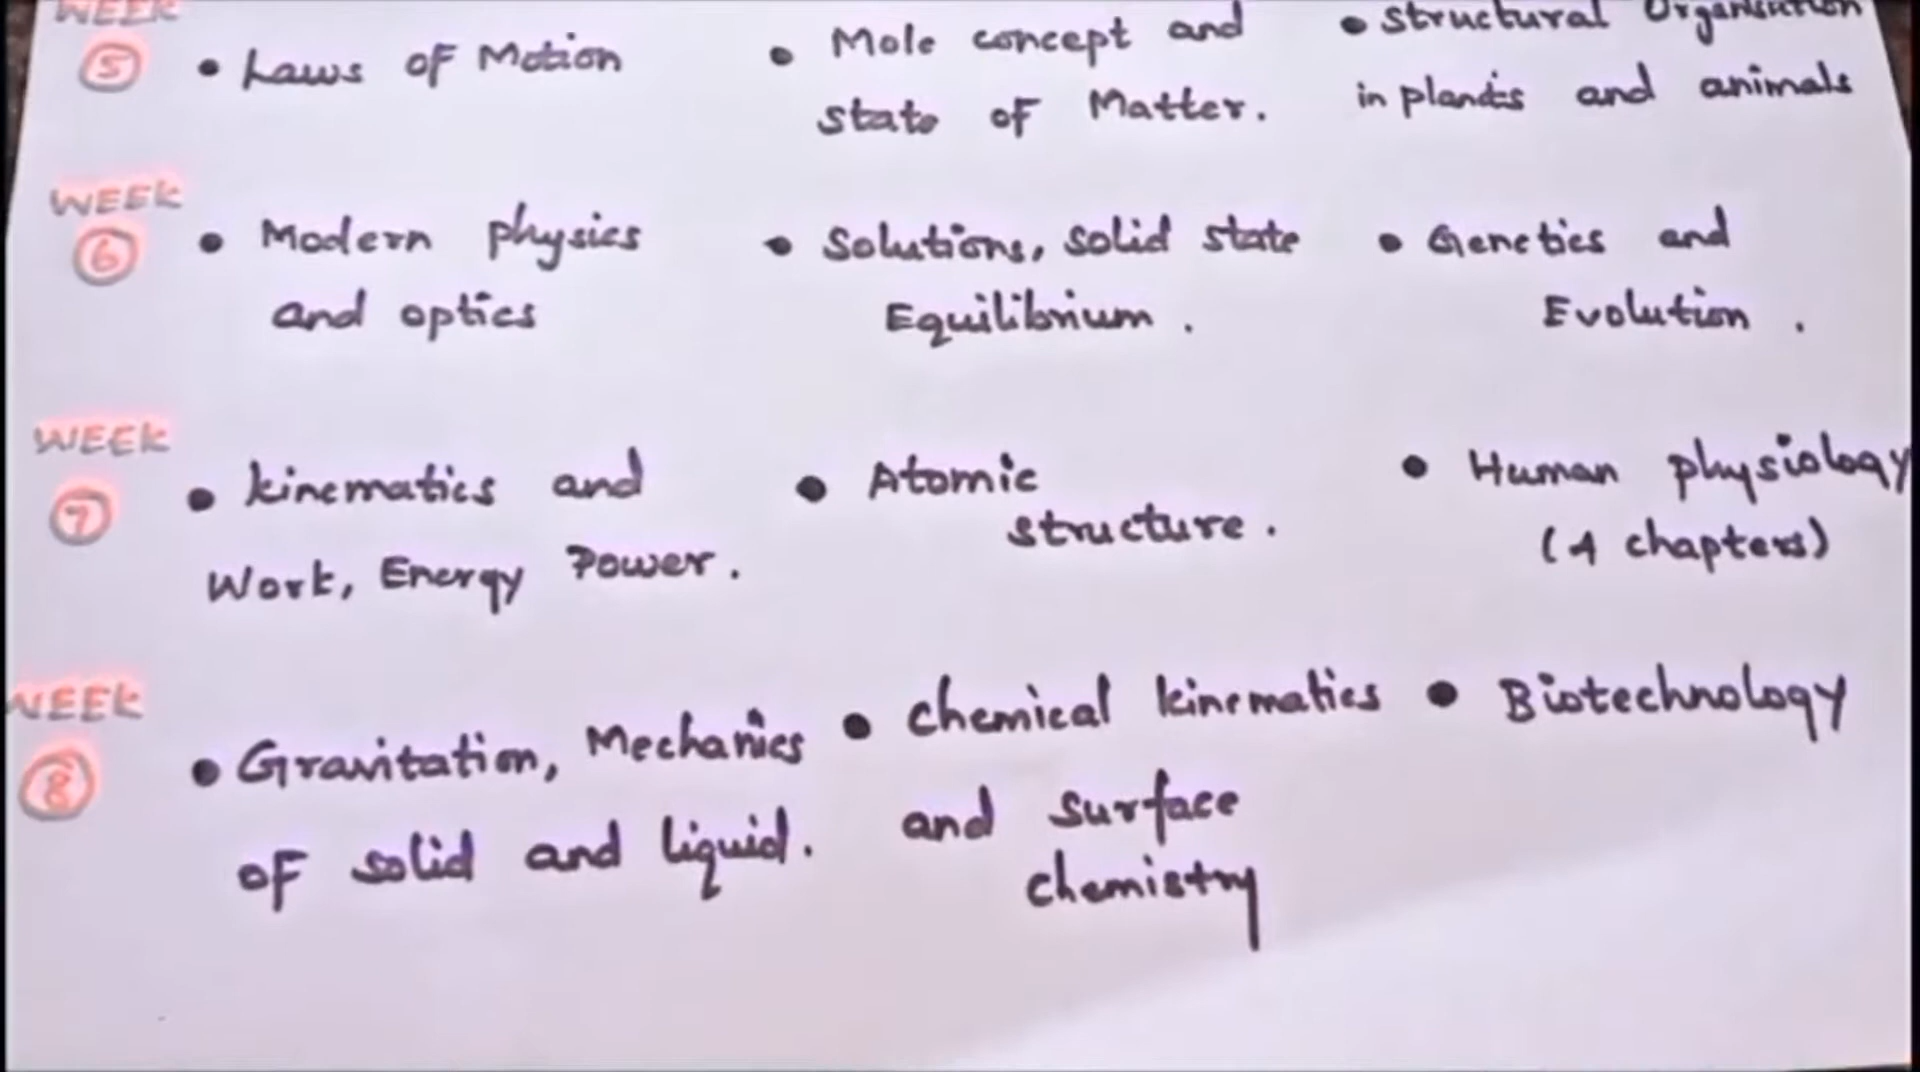 WEEK
⑤ • Laws of Motion
• Mole concept and
state of Matter.
• Structural Organisation
in plants and animals
WEEK
⑥ • Modern physics
and optics
• Solutions, solid state
Equilibrium .
• Genetics and
Evolution .
WEEK
⑦ • kinematics and
Work, Energy Power.
• Atomic
structure.
• Human physiology
(4 chapters)
WEEK
⑧ • Gravitation, Mechanics
of solid and liquid.
• Chemical kinematics
and surface
chemistry
• Biotechnology